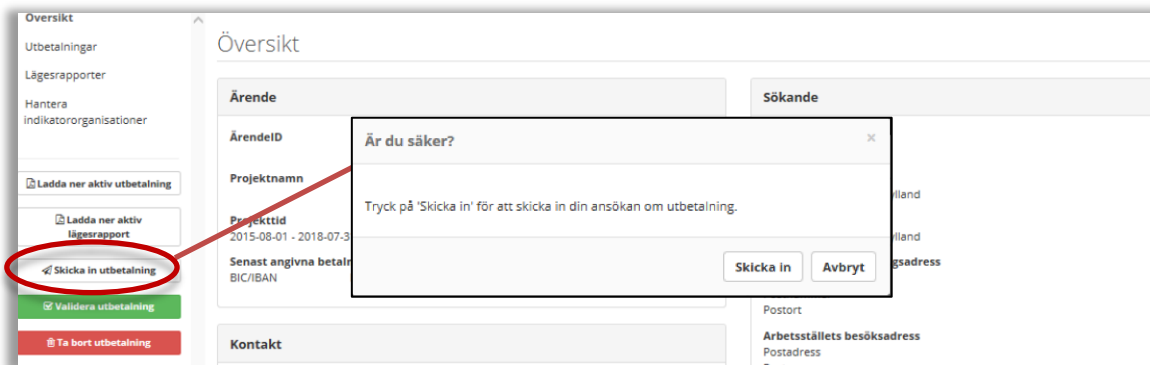 Översikt
Utbetalningar
Lägesrapporter
Hantera
indikatororganisationer
Ladda ner aktiv utbetalning
Ladda ner aktiv
lägesrapport
Skicka in utbetalning
Validera utbetalning
Ta bort utbetalning
Översikt
Ärende
ÄrendeID
Projektnamn
Projekttid
2015-08-01 - 2018-07-3
Senast angivna betaln
BIC/IBAN
Kontakt
Är du säker?
×
Tryck på 'Skicka in' för att skicka in din ansökan om utbetalning.
Skicka in
Avbryt
Sökande
gsadress
Postort
Arbetsställets besöksadress
Postadress